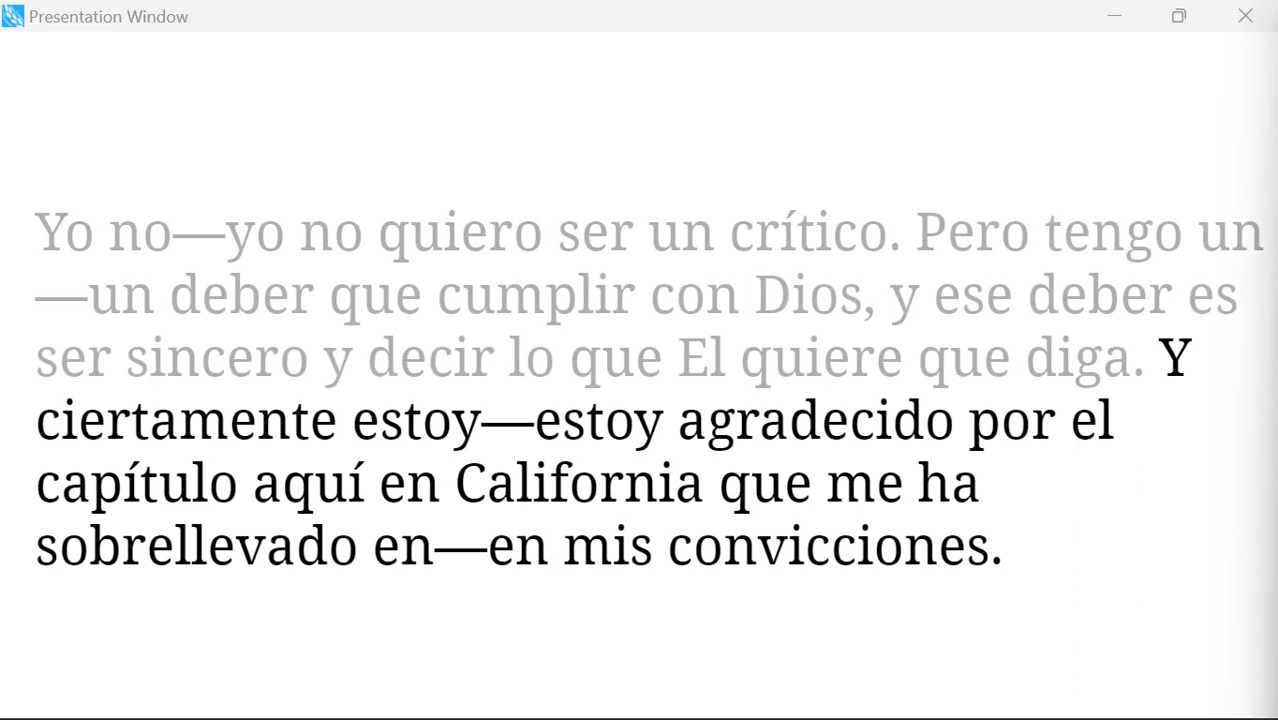 Presentation Window
Yo no—yo no quiero ser un crítico. Pero tengo un
—un deber que cumplir con Dios, y ese deber es
ser sincero y decir lo que El quiere que diga. Y
ciertamente estoy—estoy agradecido por el
capítulo aquí en California que me ha
sobrellevado en—en mis convicciones.